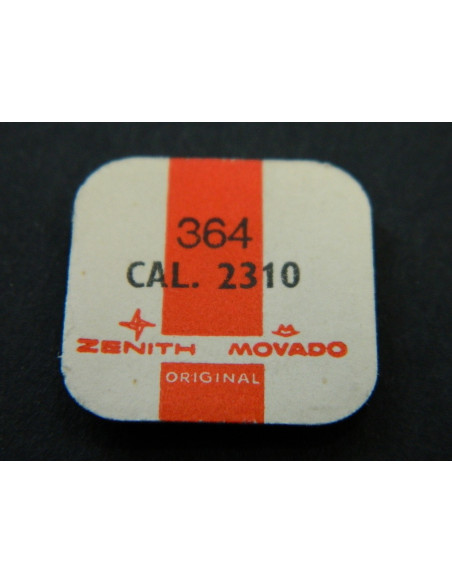 364
CAL. 2310
ZENITH MOVADO
ORIGINAL